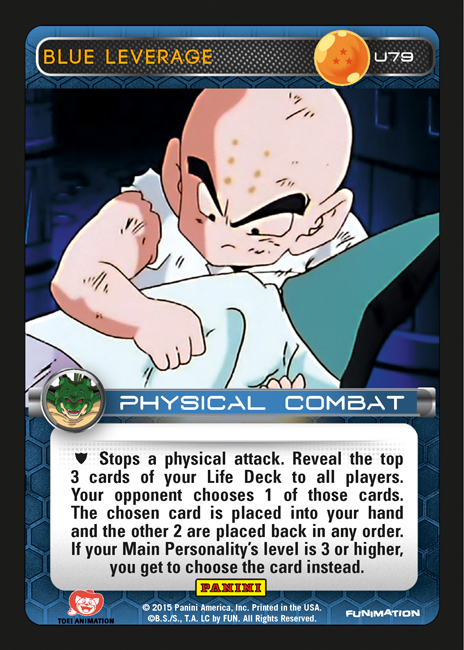 BLUE LEVERAGE
U79
PHYSICAL COMBAT
Stops a physical attack. Reveal the top
3 cards of your Life Deck to all players.
Your opponent chooses 1 of those cards.
The chosen card is placed into your hand
and the other 2 are placed back in any order.
If your Main Personality's level is 3 or higher,
you get to choose the card instead.
PANINI
TOEI ANIMATION
© 2015 Panini America, Inc. Printed in the USA.
©B.S./S., T.A. LC by FUN. All Rights Reserved.
FUNIMATION